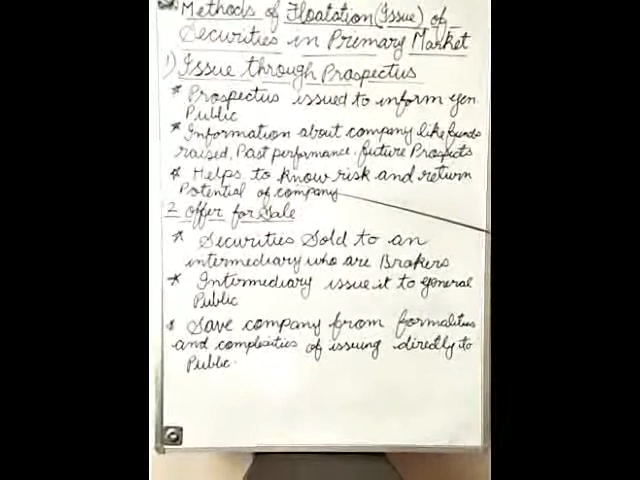 Methods of Floatation (Issue) of
Securities in Primary Market
1) Issue through Prospectus
* Prospectus issued to inform gen
Public
* Information about company like funds
raised, Past performance, future Prospects
* Helps to know risk and return
Potential of company
2 offer for Sale
* Securities Sold to an
intermediary who are Brokers
* Intermediary issue it to general
Public
* Save company from formalities
and complexities of issuing directly to
Public.